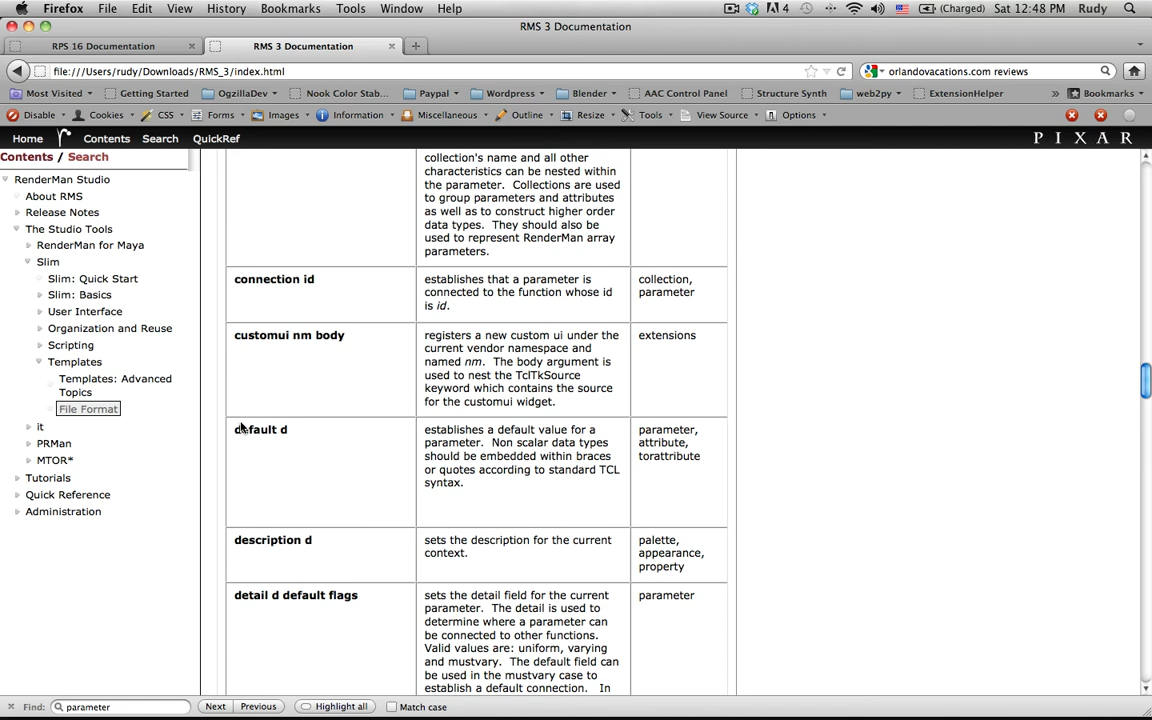 Firefox File Edit View History Bookmarks Tools Window Help 4 (Charged) Sat 12:48 PM Rudy
RMS 3 Documentation
RPS 16 Documentation RMS 3 Documentation
file:///Users/rudy/Downloads/RMS_3/index.html orlandovacations.com reviews
Most Visited Getting Started OgzillaDev Nook Color Stab... Paypal Wordpress Blender AAC Control Panel Structure Synth web2py ExtensionHelper » Bookmarks
Disable Cookies CSS Forms Images Information Miscellaneous Outline Resize Tools View Source Options
Home Contents Search QuickRef P I X A R
Contents / Search
RenderMan Studio
About RMS
Release Notes
The Studio Tools
RenderMan for Maya
Slim
Slim: Quick Start
Slim: Basics
User Interface
Organization and Reuse
Scripting
Templates
Templates: Advanced
Topics
File Format
it
PRMan
MTOR*
Tutorials
Quick Reference
Administration
collection's name and all other
characteristics can be nested within
the parameter. Collections are used
to group parameters and attributes
as well as to construct higher order
data types. They should also be
used to represent RenderMan array
parameters.
connection id
establishes that a parameter is
connected to the function whose id
is id.
collection,
parameter
customui nm body
registers a new custom ui under the
current vendor namespace and
named nm. The body argument is
used to nest the TclTkSource
keyword which contains the source
for the customui widget.
extensions
default d
establishes a default value for a
parameter. Non scalar data types
should be embedded within braces
or quotes according to standard TCL
syntax.
parameter,
attribute,
torattribute
description d
sets the description for the current
context.
palette,
appearance,
property
detail d default flags
sets the detail field for the current
parameter. The detail is used to
determine where a parameter can
be connected to other functions.
Valid values are: uniform, varying
and mustvary. The default field can
be used in the mustvary case to
establish a default connection. In
parameter
Find: parameter Next Previous Highlight all Match case